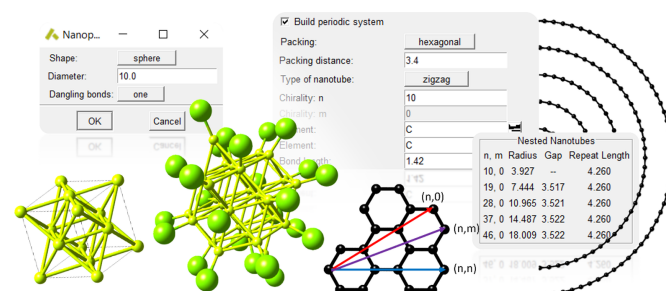 Nanop...
Shape: sphere
Diameter: 10.0
Dangling bonds: one
OK Cancel
Build periodic system
Packing: hexagonal
Packing distance: 3.4
Type of nanotube: zigzag
Chirality: n 10
Chirality: m 0
Element: C
Element: C
Bond length: 1.42
Nested Nanotubes
n, m Radius Gap Repeat Length
10, 0 3.927 -- 4.260
19, 0 7.444 3.517 4.260
28, 0 10.965 3.521 4.260
37, 0 14.487 3.522 4.260
46, 0 18.009 3.522 4.260
(n,0)
(n,m)
(n,n)